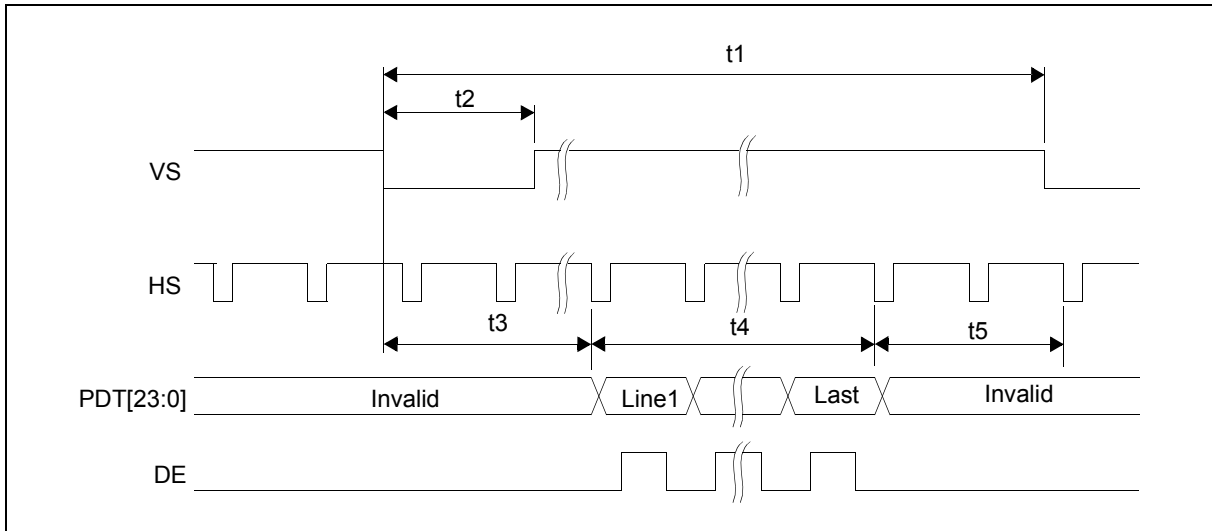 t1
t2
VS
HS
t3
t4
t5
PDT[23:0]
Invalid
Line1
Last
Invalid
DE